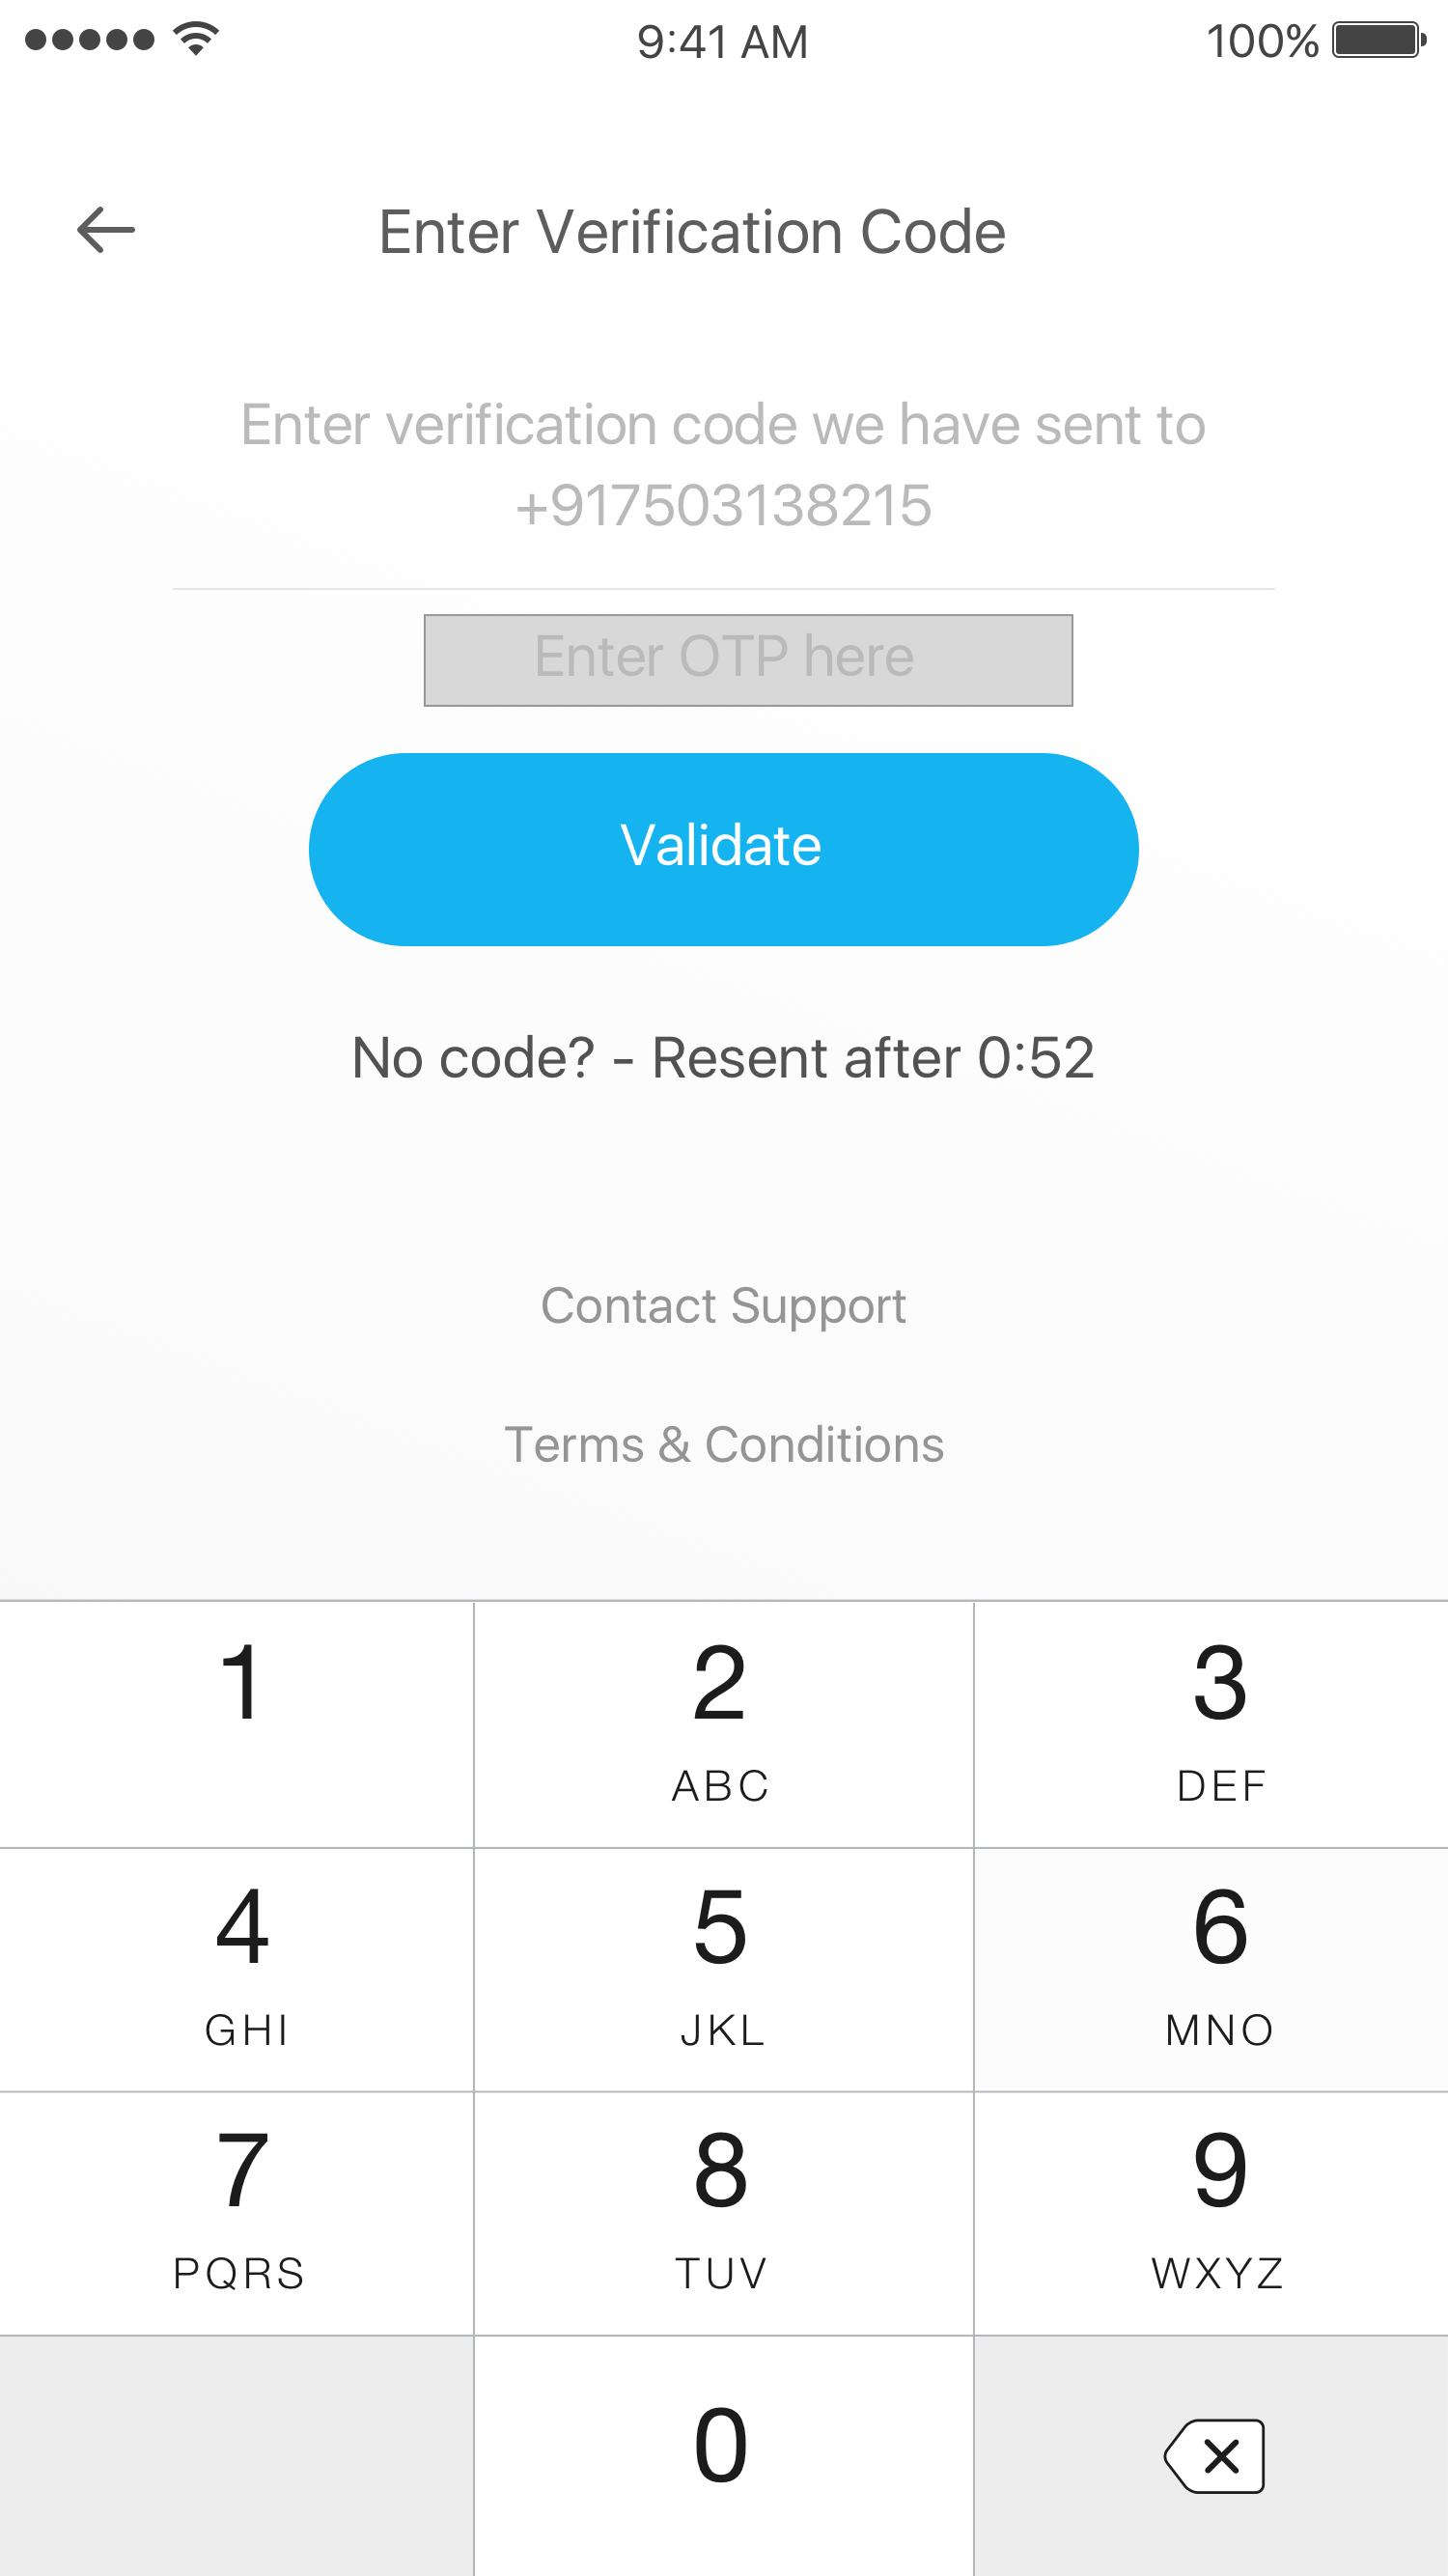 9:41 AM 100%
Enter Verification Code
Enter verification code we have sent to
+917503138215
Enter OTP here
Validate
No code? - Resent after 0:52
Contact Support
Terms & Conditions
1 2 3
ABC DEF
4 5 6
GHI JKL MNO
7 8 9
PQRS TUV WXYZ
0